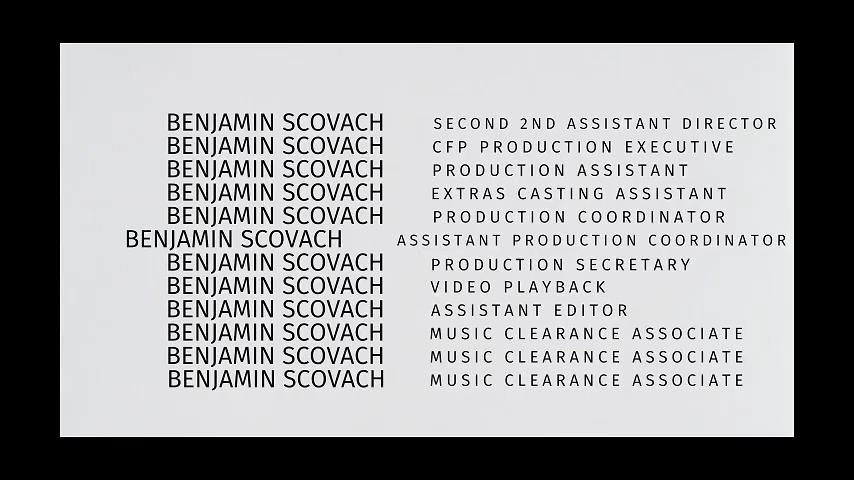 BENJAMIN SCOVACH SECOND 2ND ASSISTANT DIRECTOR
BENJAMIN SCOVACH CFP PRODUCTION EXECUTIVE
BENJAMIN SCOVACH PRODUCTION ASSISTANT
BENJAMIN SCOVACH EXTRAS CASTING ASSISTANT
BENJAMIN SCOVACH PRODUCTION COORDINATOR
BENJAMIN SCOVACH ASSISTANT PRODUCTION COORDINATOR
BENJAMIN SCOVACH PRODUCTION SECRETARY
BENJAMIN SCOVACH VIDEO PLAYBACK
BENJAMIN SCOVACH ASSISTANT EDITOR
BENJAMIN SCOVACH MUSIC CLEARANCE ASSOCIATE
BENJAMIN SCOVACH MUSIC CLEARANCE ASSOCIATE
BENJAMIN SCOVACH MUSIC CLEARANCE ASSOCIATE